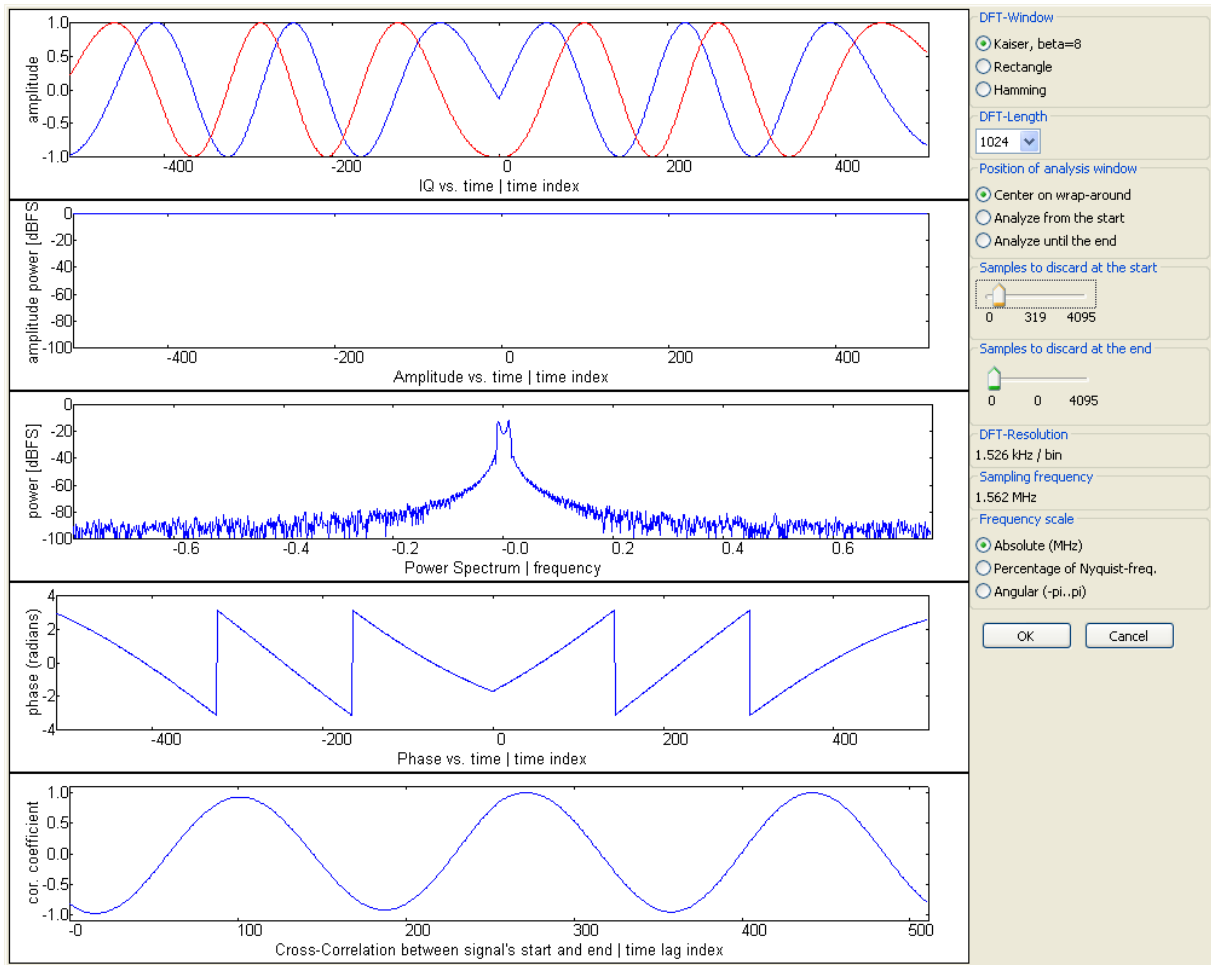 1.0
0.5
0.0
-0.5
-1.0
amplitude
-400 -200 0 200 400
IQ vs. time | time index
0
-20
-40
-60
-80
-100
amplitude power [dBFS
-400 -200 0 200 400
Amplitude vs. time | time index
0
-20
-40
-60
-80
-100
power [dBFS]
-0.6 -0.4 -0.2 -0.0 0.2 0.4 0.6
Power Spectrum | frequency
4
2
0
-2
-4
phase (radians)
-400 -200 0 200 400
Phase vs. time | time index
1.0
0.5
0.0
-0.5
-1.0
cor. coefficient
-0 100 200 300 400 500
Cross-Correlation between signal's start and end | time lag index
DFT-Window
Kaiser, beta=8
Rectangle
Hamming
DFT-Length
1024
Position of analysis window
Center on wrap-around
Analyze from the start
Analyze until the end
Samples to discard at the start
0 319 4095
Samples to discard at the end
0 0 4095
DFT-Resolution
1.526 kHz / bin
Sampling frequency
1.562 MHz
Frequency scale
Absolute (MHz)
Percentage of Nyquist-freq.
Angular (-pi..pi)
OK Cancel